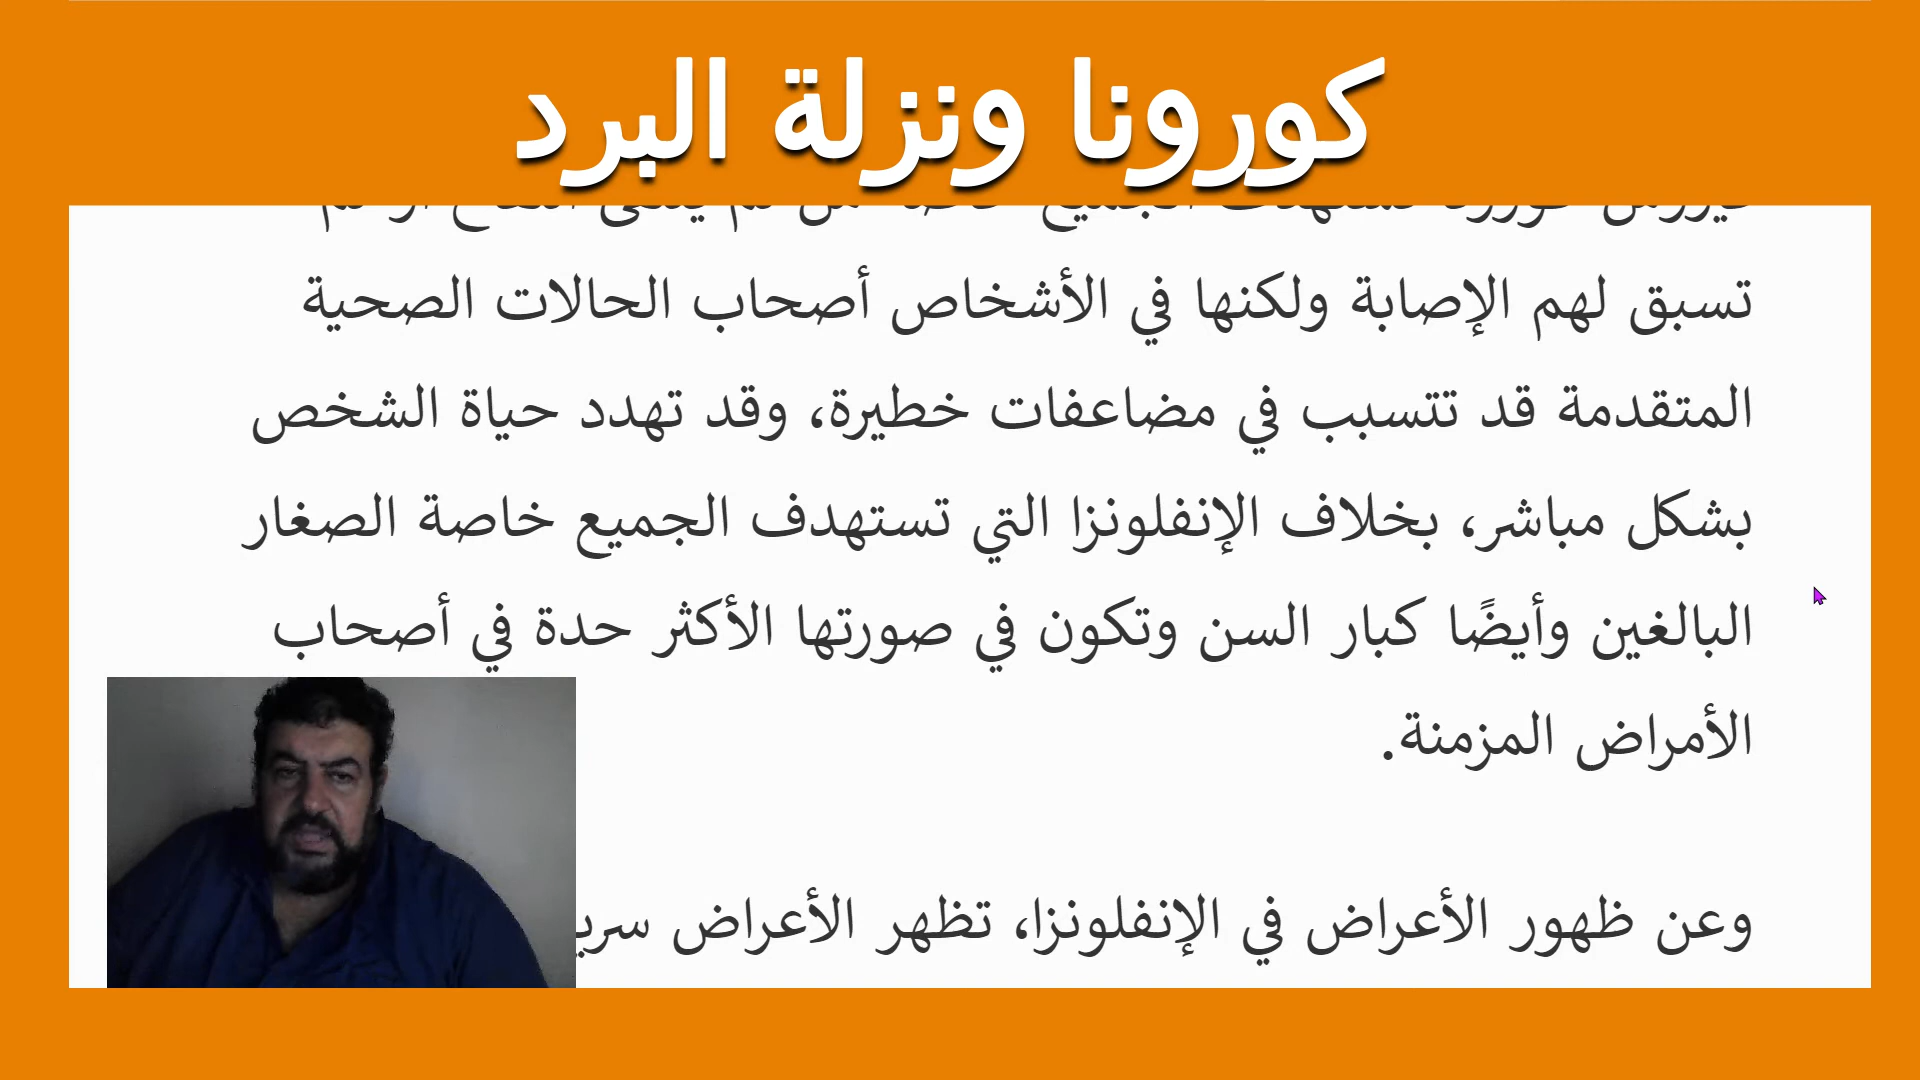 كورونا ونزلة البرد
تسبق لهم الإصابة ولكنها في الأشخاص أصحاب الحالات الصحية
المتقدمة قد تتسبب في مضاعفات خطيرة، وقد تهدد حياة الشخص
بشكل مباشر، بخلاف الإنفلونزا التي تستهدف الجميع خاصة الصغار
البالغين وأيضًا كبار السن وتكون في صورتها الأكثر حدة في أصحاب
الأمراض المزمنة.
وعن ظهور الأعراض في الإنفلونزا، تظهر الأعراض